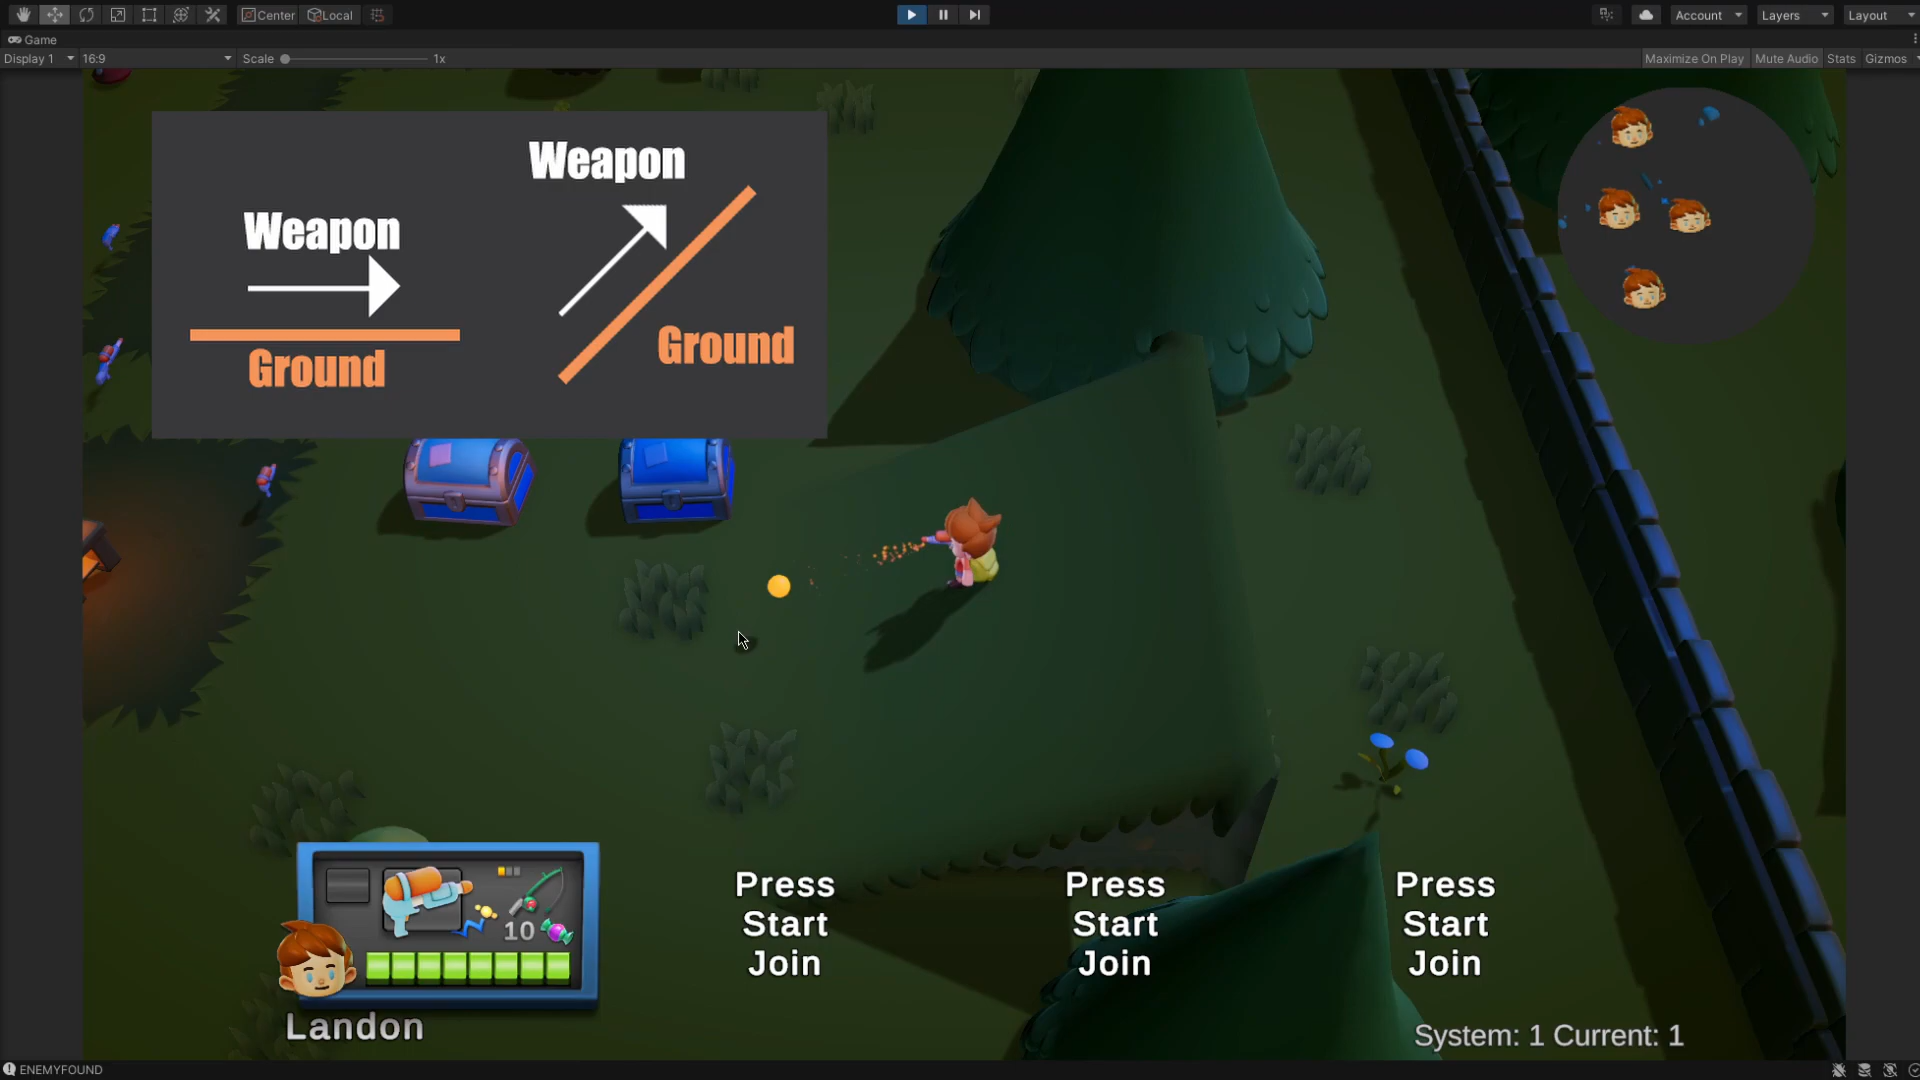 Center
Local
Account
Layers
Layout
Game
Display 1
16:9
Scale
1x
Maximize On Play
Mute Audio
Stats
Gizmos
Weapon
Weapon
Ground
Ground
10
Landon
Press
Start
Join
Press
Start
Join
Press
Start
Join
System: 1 Current: 1
ENEMYFOUND